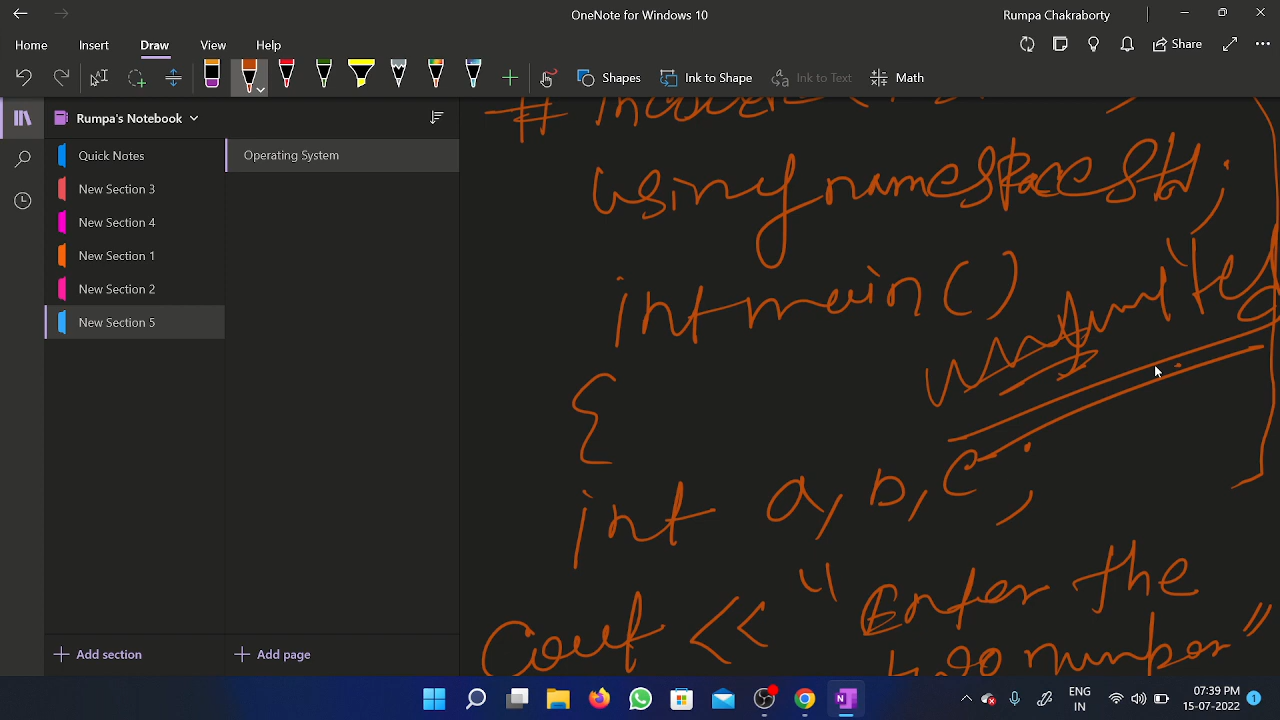 OneNote for Windows 10
Rumpa Chakraborty
Home Insert Draw View Help
Share
Shapes Ink to Shape Ink to Text Math
Rumpa's Notebook
Quick Notes
New Section 3
New Section 4
New Section 1
New Section 2
New Section 5
Add section
Operating System
Add page
#
using namespace std;
int main()
{
int a, b, c;
Cout << "Enter the
two number"
ENG
IN
07:39 PM
15-07-2022
1